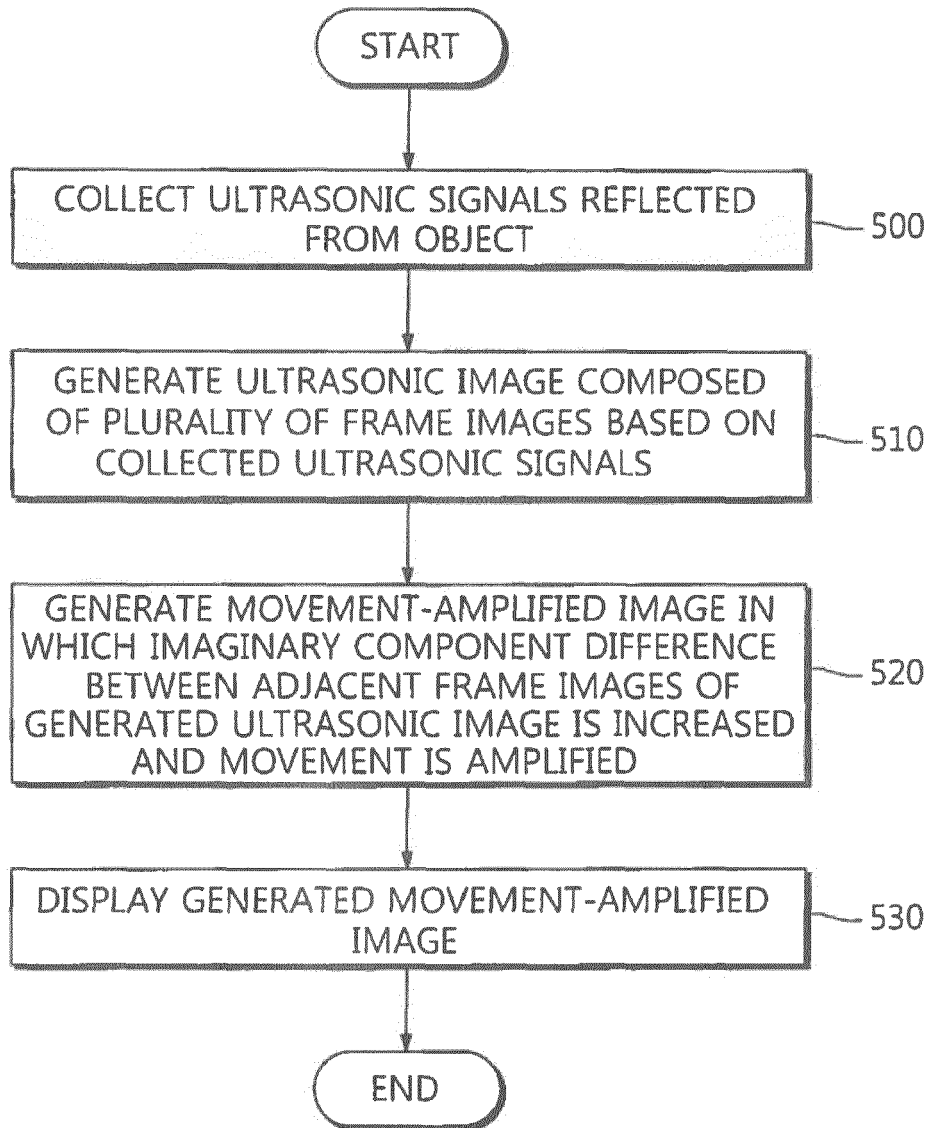 START
COLLECT ULTRASONIC SIGNALS REFLECTED
FROM OBJECT
500
GENERATE ULTRASONIC IMAGE COMPOSED
OF PLURALITY OF FRAME IMAGES BASED ON
COLLECTED ULTRASONIC SIGNALS
510
GENERATE MOVEMENT-AMPLIFIED IMAGE IN
WHICH IMAGINARY COMPONENT DIFFERENCE
BETWEEN ADJACENT FRAME IMAGES OF
GENERATED ULTRASONIC IMAGE IS INCREASED
AND MOVEMENT IS AMPLIFIED
520
DISPLAY GENERATED MOVEMENT-AMPLIFIED
IMAGE
530
END